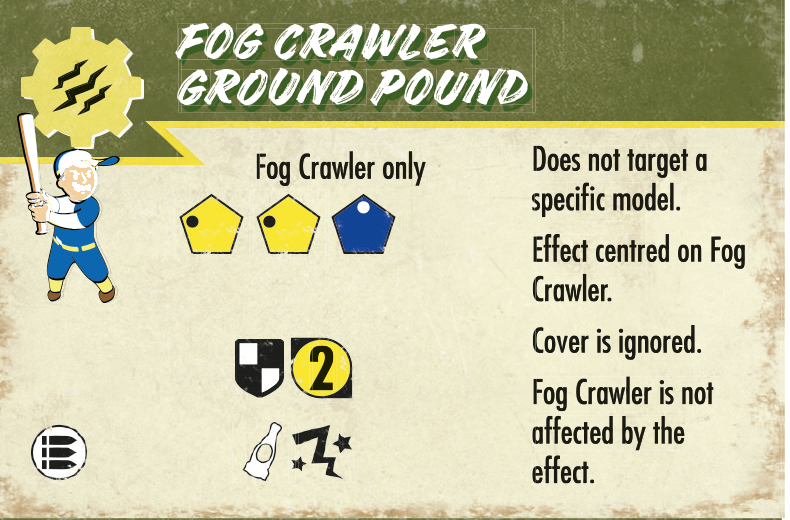 FOG CRAWLER
GROUND POUND
Fog Crawler only
Does not target a
specific model.
Effect centred on Fog
Crawler.
Cover is ignored.
Fog Crawler is not
affected by the
effect.
2